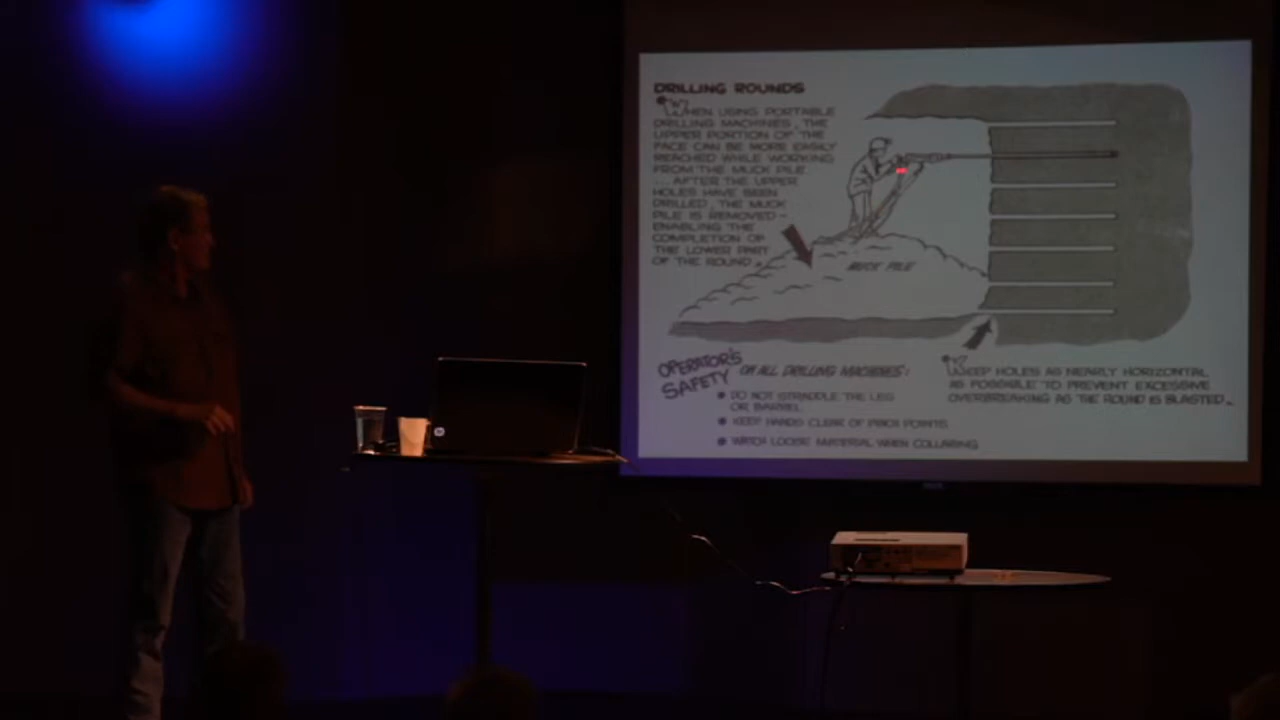 DRILLING ROUNDS
WHEN USING PORTABLE
DRILLING MACHINES, THE
UPPER PORTION OF THE
FACE CAN BE MORE EASILY
REACHED WHILE WORKING
FROM THE MUCK PILE
... AFTER THE UPPER
HOLES HAVE BEEN
DRILLED, THE MUCK
PILE IS REMOVED -
ENABLING THE
COMPLETION OF
THE LOWER PART
OF THE ROUND.
MUCK PILE
OPERATOR'S
SAFETY
ON ALL DRILLING MACHINES:
DO NOT STRADDLE THE LEG
OR BARREL
KEEP HANDS CLEAR OF PINCH POINTS
WATCH LOOSE MATERIAL WHEN COLLARING
KEEP HOLES AS NEARLY HORIZONTAL
AS POSSIBLE TO PREVENT EXCESSIVE
OVERBREAKING AS THE ROUND IS BLASTED.
hp